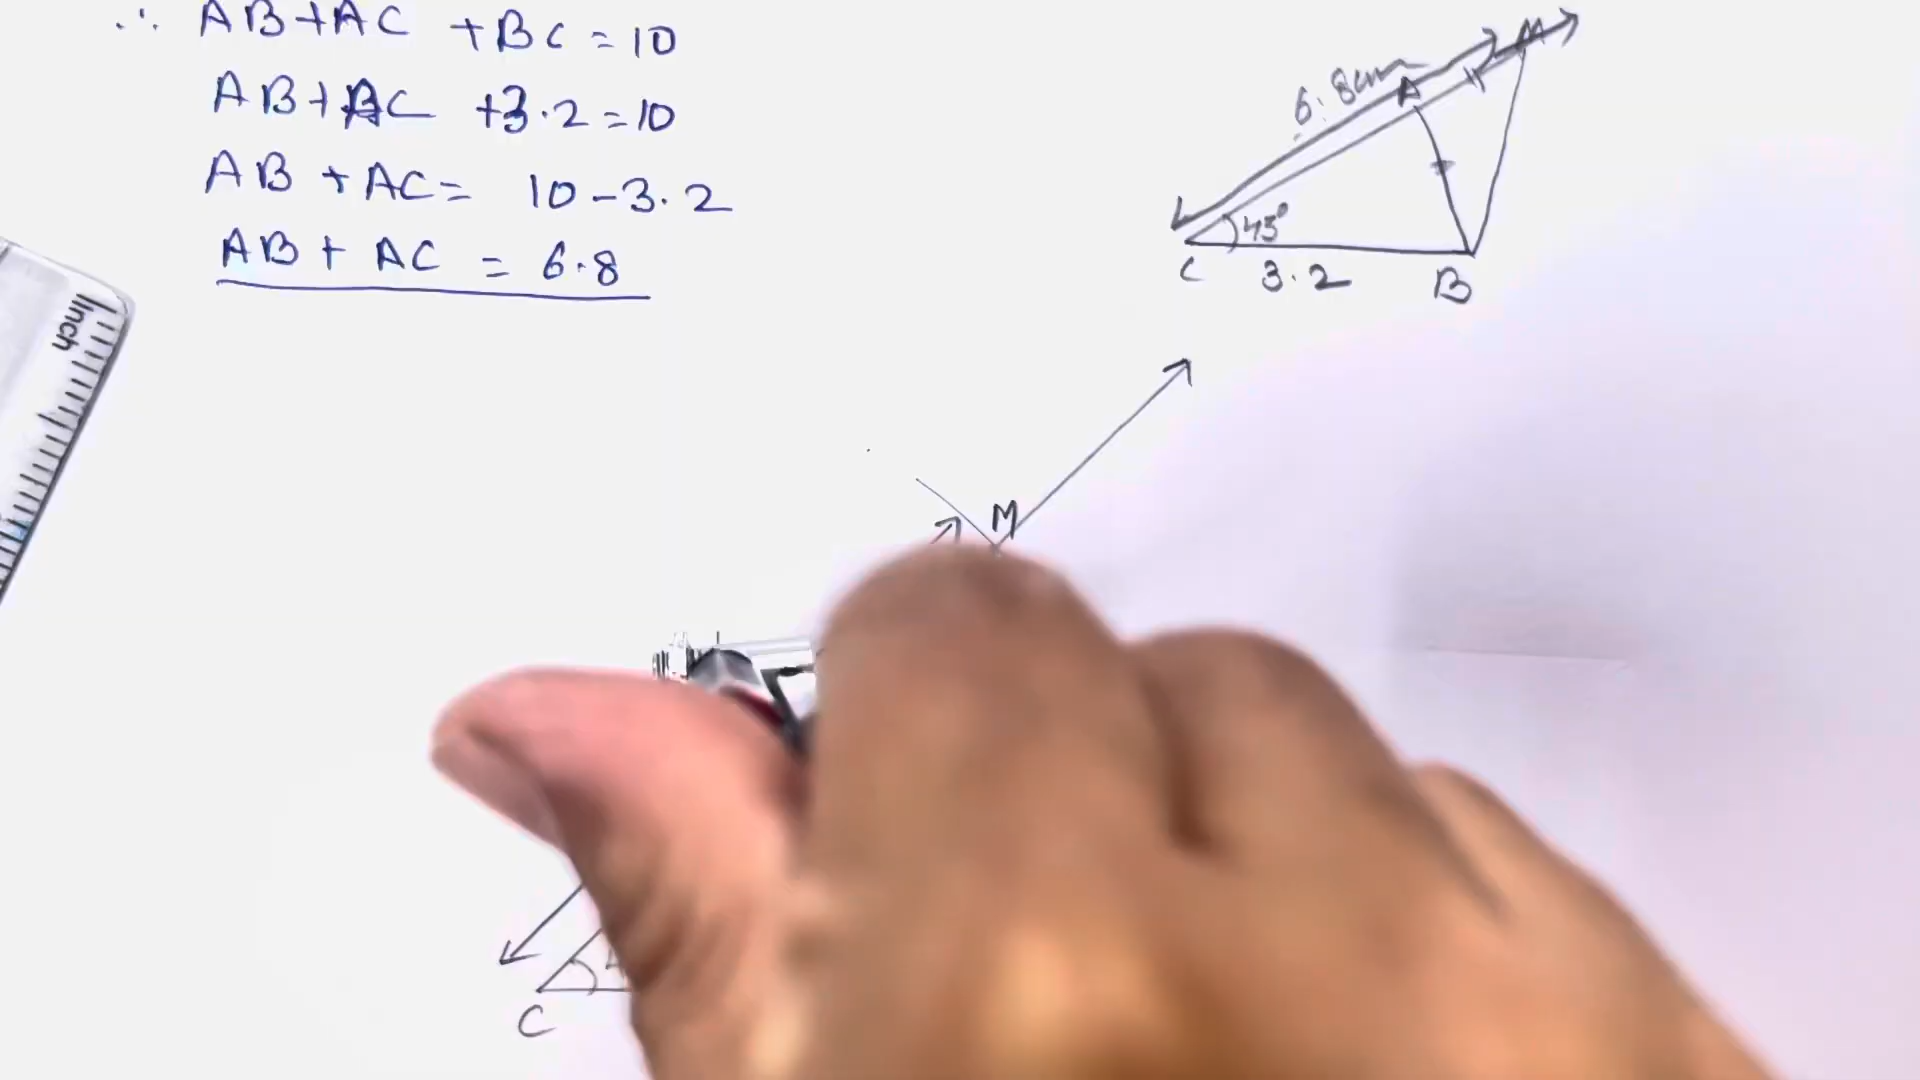 ∴ AB+AC +BC=10
AB+AC +3.2=10
AB +AC= 10-3.2
AB + AC = 6.8
Inch
6.8cm
M
A
45°
C 3.2 B
M
C